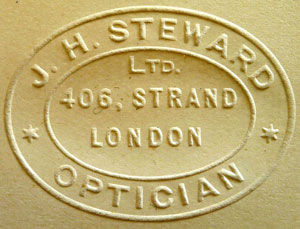 J. H. STEWARD
LTD.
406, STRAND
LONDON
OPTICIAN